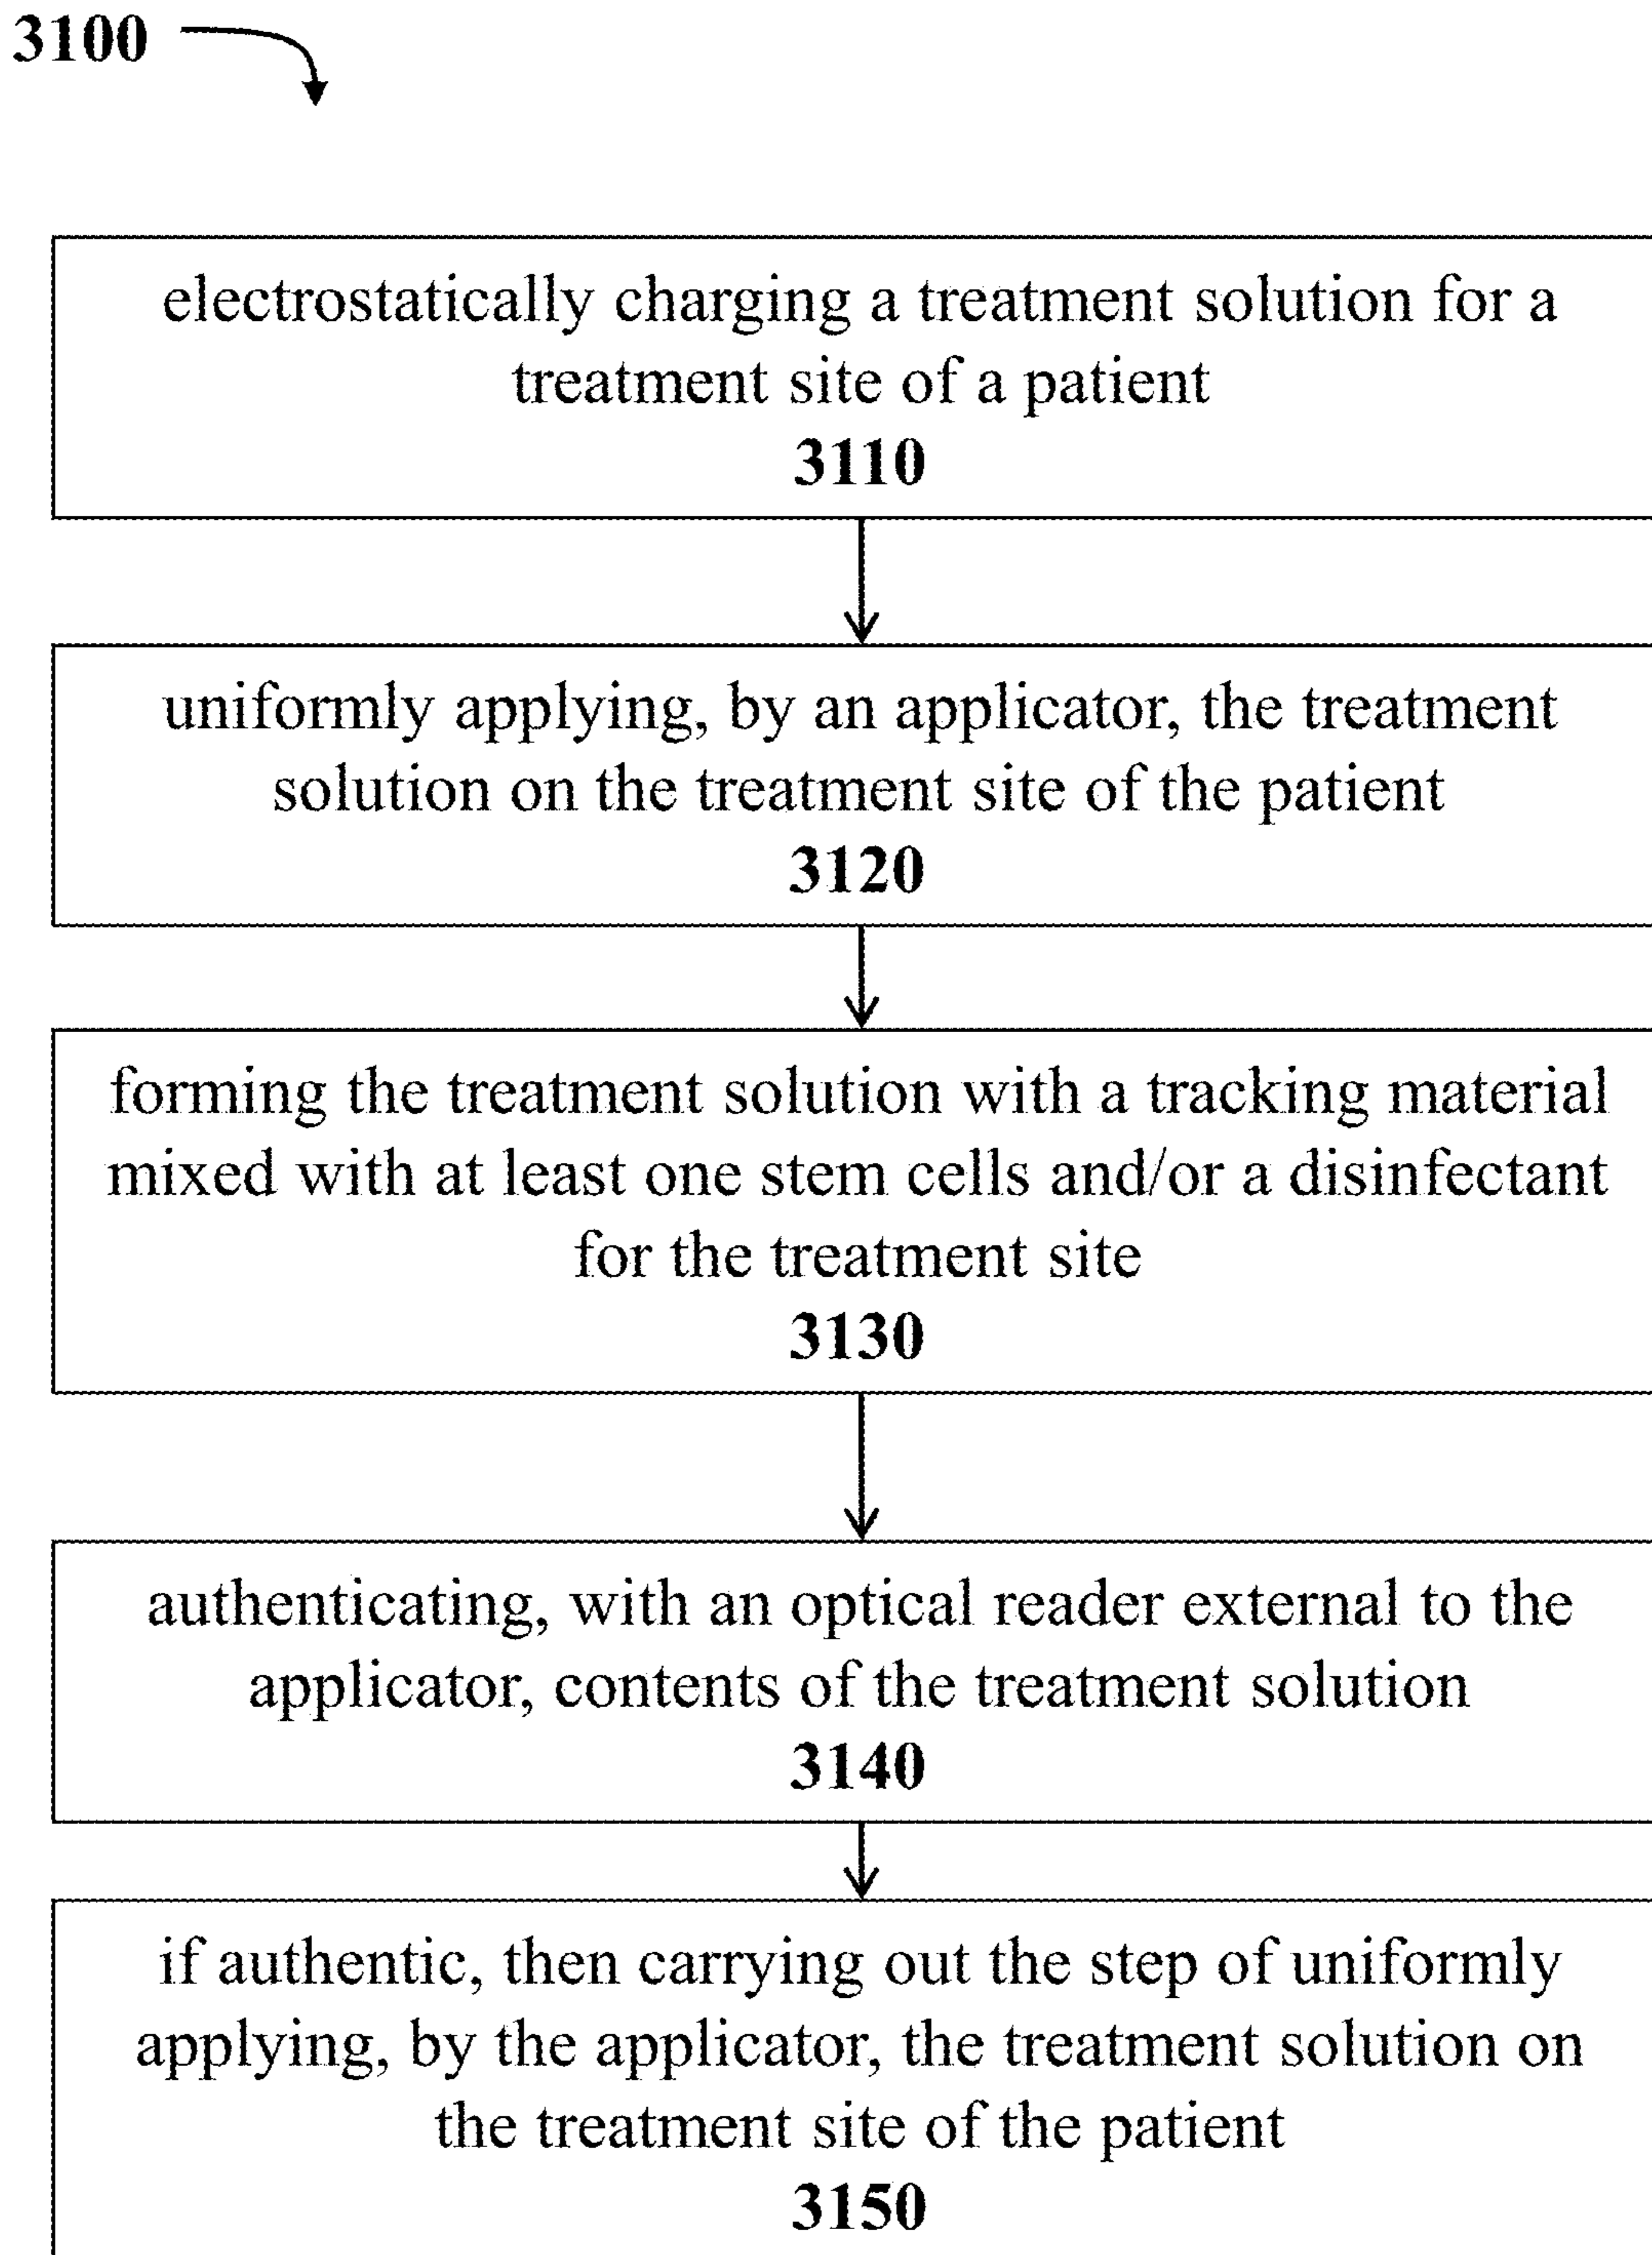 3100
electrostatically charging a treatment solution for a
treatment site of a patient
3110
uniformly applying, by an applicator, the treatment
solution on the treatment site of the patient
3120
forming the treatment solution with a tracking material
mixed with at least one stem cells and/or a disinfectant
for the treatment site
3130
authenticating, with an optical reader external to the
applicator, contents of the treatment solution
3140
if authentic, then carrying out the step of uniformly
applying, by the applicator, the treatment solution on
the treatment site of the patient
3150